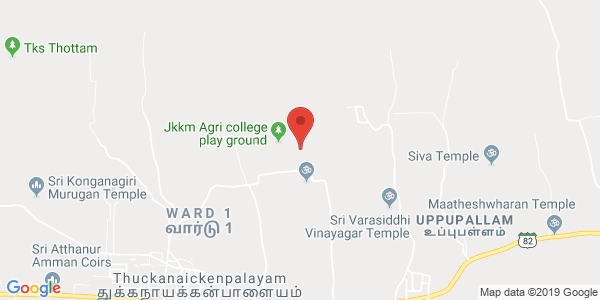 Tks Thottam
Jkkm Agri college
play ground
Siva Temple
Sri Konganagiri
Murugan Temple
WARD 1
வார்டு 1
Sri Varasiddhi
Vinayagar Temple
UPPUPALLAM
உப்புபள்ளம்
Maatheshwharan Temple
82
Sri Atthanur
Amman Coirs
Thuckanaickenpalayam
துக்கநாயக்கன்பாளையம்
Google
Map data ©2019 Google